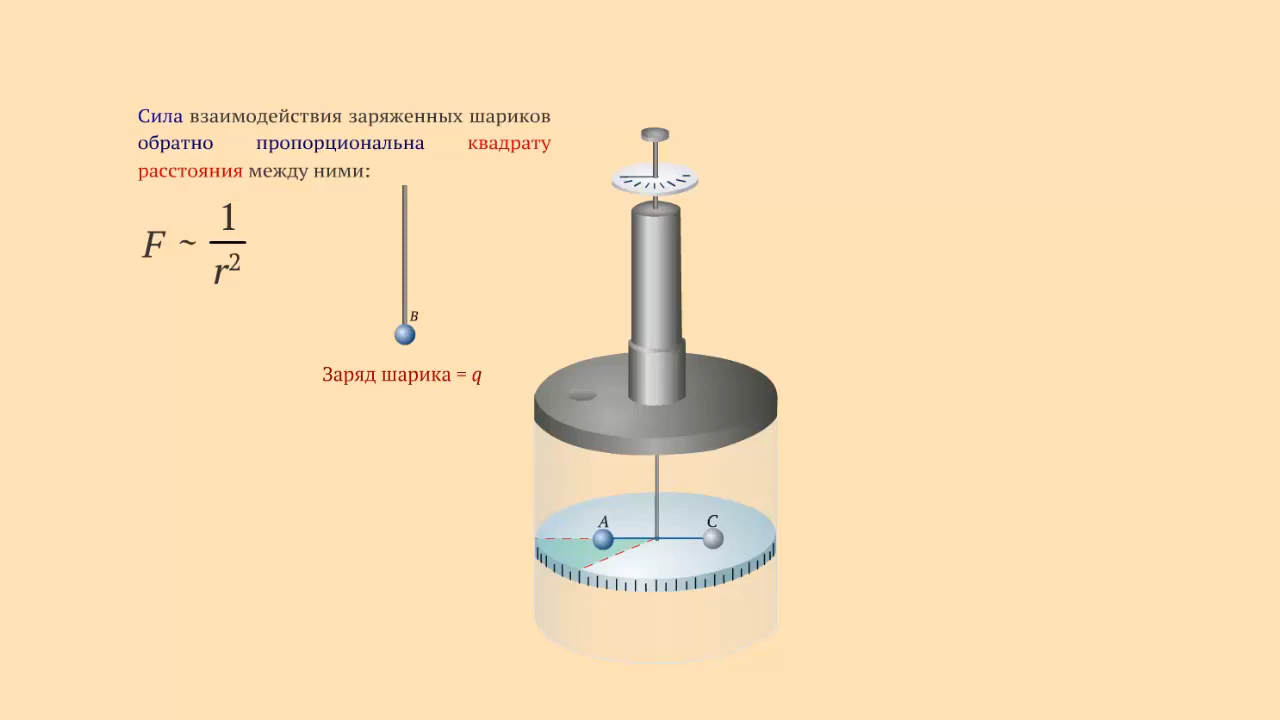 Сила взаимодействия заряженных шариков
обратно пропорциональна квадрату
расстояния между ними:
F ~ 1/r²
B
Заряд шарика = q
A
C